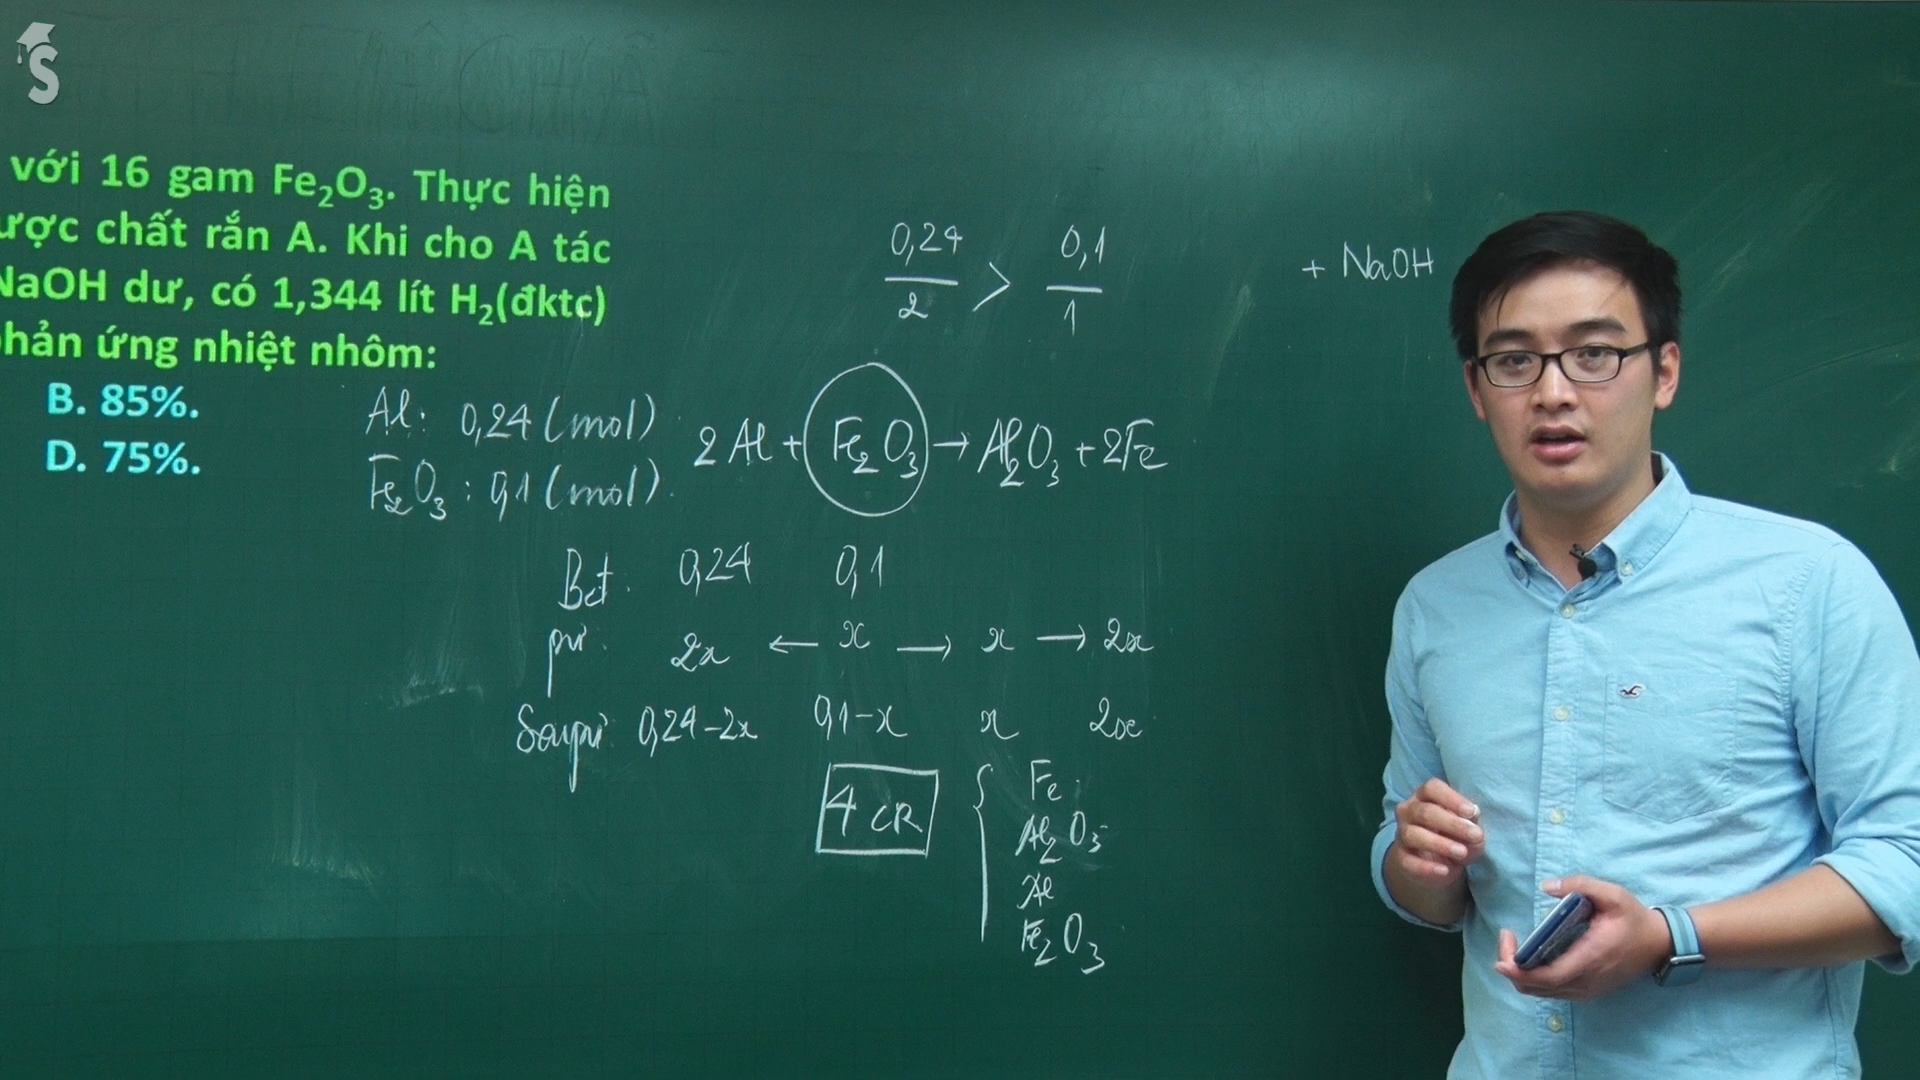 S
với 16 gam Fe₂O₃. Thực hiện
ược chất rắn A. Khi cho A tác
NaOH dư, có 1,344 lít H₂(đktc)
phản ứng nhiệt nhôm:
B. 85%.
D. 75%.
0,24/2 > 0,1/1
+ NaOH
Al: 0,24 (mol)
Fe₂O₃: 0,1 (mol).
2Al + Fe₂O₃ → Al₂O₃ + 2Fe
Bđ: 0,24 0,1
pứ: 2x ← x → x → 2x
Sau pứ: 0,24-2x 0,1-x x 2x
4 CR
Fe
Al₂O₃
Al
Fe₂O₃